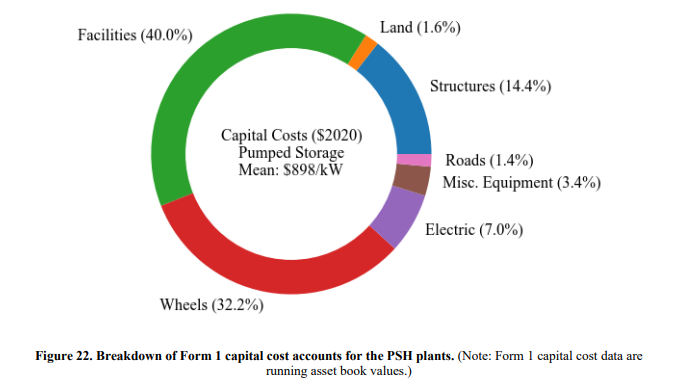 Facilities (40.0%)
Land (1.6%)
Structures (14.4%)
Capital Costs ($2020)
Pumped Storage
Mean: $898/kW
Roads (1.4%)
Misc. Equipment (3.4%)
Electric (7.0%)
Wheels (32.2%)
Figure 22. Breakdown of Form 1 capital cost accounts for the PSH plants. (Note: Form 1 capital cost data are
running asset book values.)